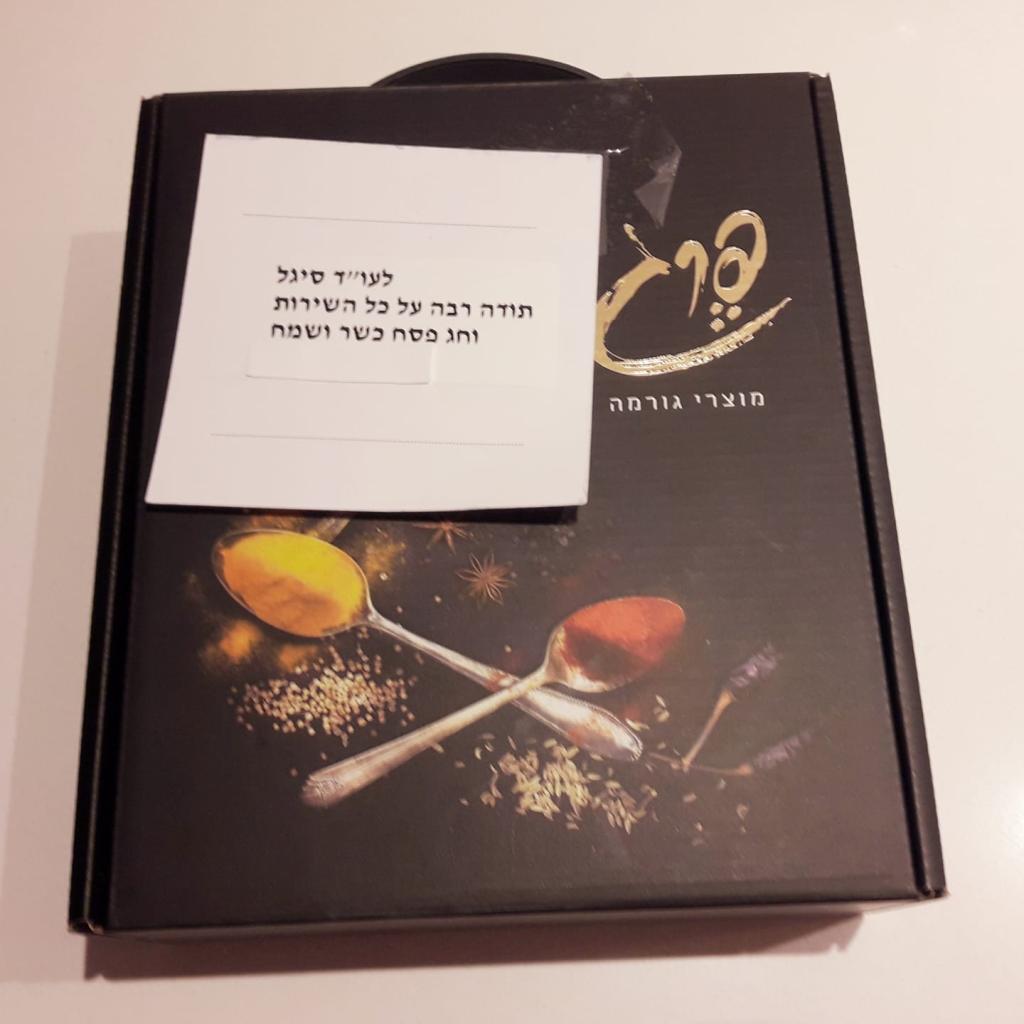 לעו"ד סיגל
תודה רבה על כל השירות
וחג פסח כשר ושמח
מוצרי גורמה